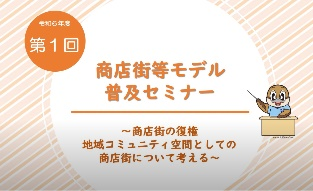 令和6年度
第1回
商店街等モデル
普及セミナー
～商店街の復権
地域コミュニティ空間としての
商店街について考える～